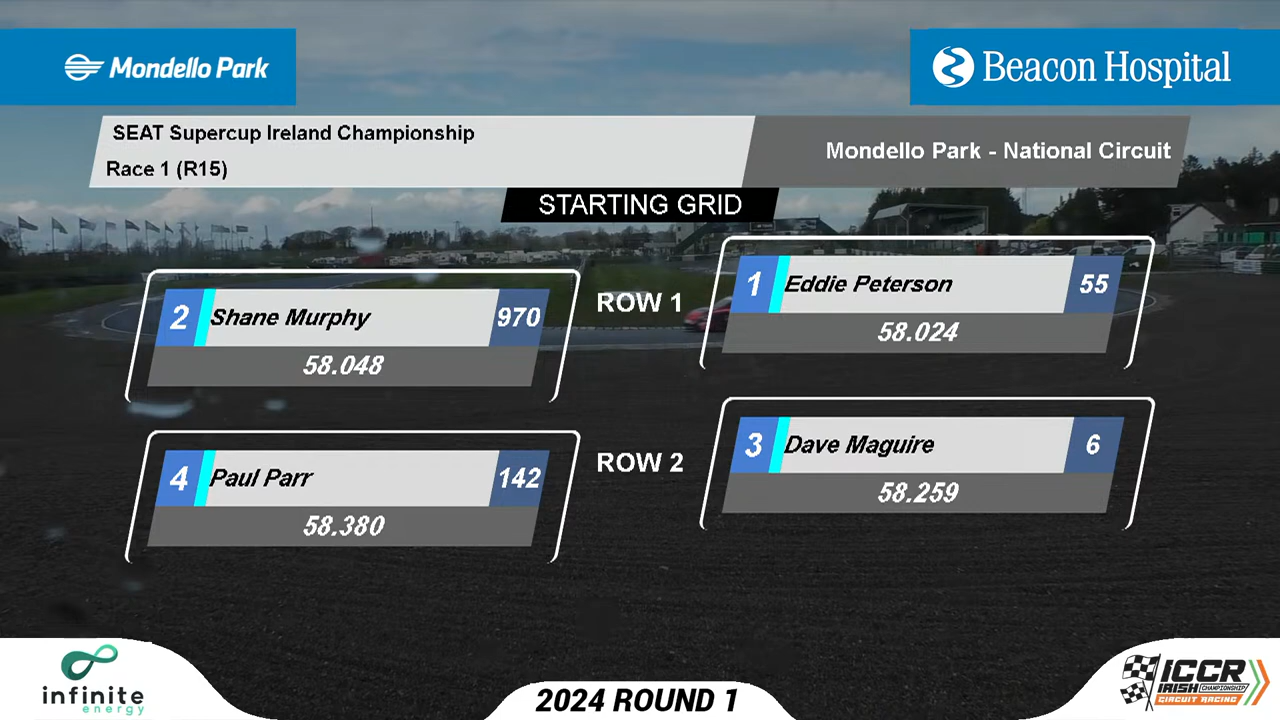 Mondello Park
Beacon Hospital
SEAT Supercup Ireland Championship
Race 1 (R15)
Mondello Park - National Circuit
STARTING GRID
ROW 1
1 Eddie Peterson 55
58.024
2 Shane Murphy 970
58.048
ROW 2
3 Dave Maguire 6
58.259
4 Paul Parr 142
58.380
infinite
energy
2024 ROUND 1
ICCR
IRISH CHAMPIONSHIP
CIRCUIT RACING